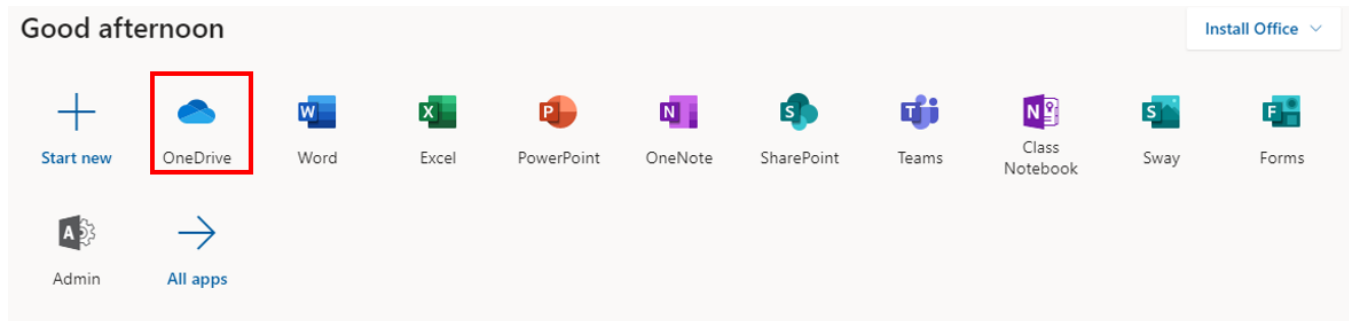 Good afternoon
Install Office
Start new
OneDrive
Word
Excel
PowerPoint
OneNote
SharePoint
Teams
Class
Notebook
Sway
Forms
Admin
All apps